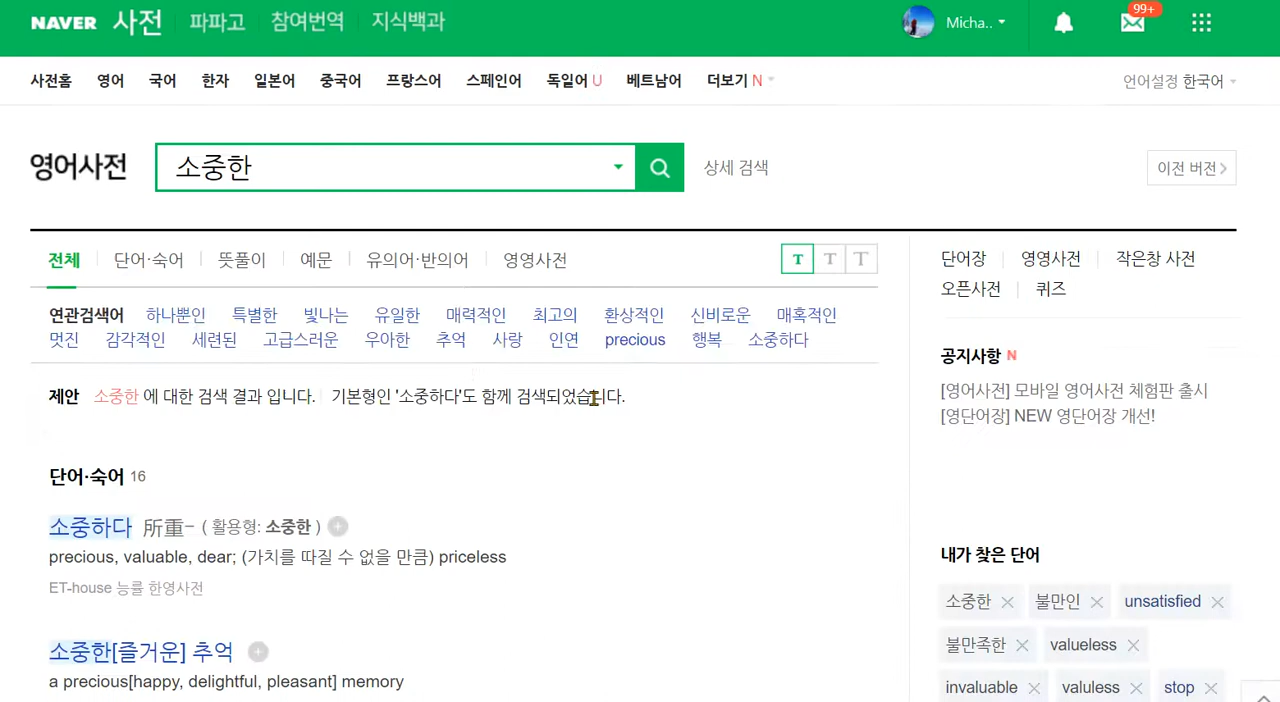 NAVER 사전 파파고 참여번역 지식백과 Micha.. 99+
사전홈 영어 국어 한자 일본어 중국어 프랑스어 스페인어 독일어 U 베트남어 더보기 N 언어설정 한국어
영어사전 소중한 상세 검색 이전 버전
전체 단어·숙어 뜻풀이 예문 유의어·반의어 영영사전 T T T
연관검색어 하나뿐인 특별한 빛나는 유일한 매력적인 최고의 환상적인 신비로운 매혹적인
멋진 감각적인 세련된 고급스러운 우아한 추억 사랑 인연 precious 행복 소중하다
제안 소중한 에 대한 검색 결과 입니다. 기본형인 '소중하다'도 함께 검색되었습니다.
단어·숙어 16
소중하다 所重- ( 활용형: 소중한 )
precious, valuable, dear; (가치를 따질 수 없을 만큼) priceless
ET-house 능률 한영사전
소중한[즐거운] 추억
a precious[happy, delightful, pleasant] memory
단어장 영영사전 작은창 사전
오픈사전 퀴즈
공지사항 N
[영어사전] 모바일 영어사전 체험판 출시
[영단어장] NEW 영단어장 개선!
내가 찾은 단어
소중한 불만인 unsatisfied
불만족한 valueless
invaluable valuless stop